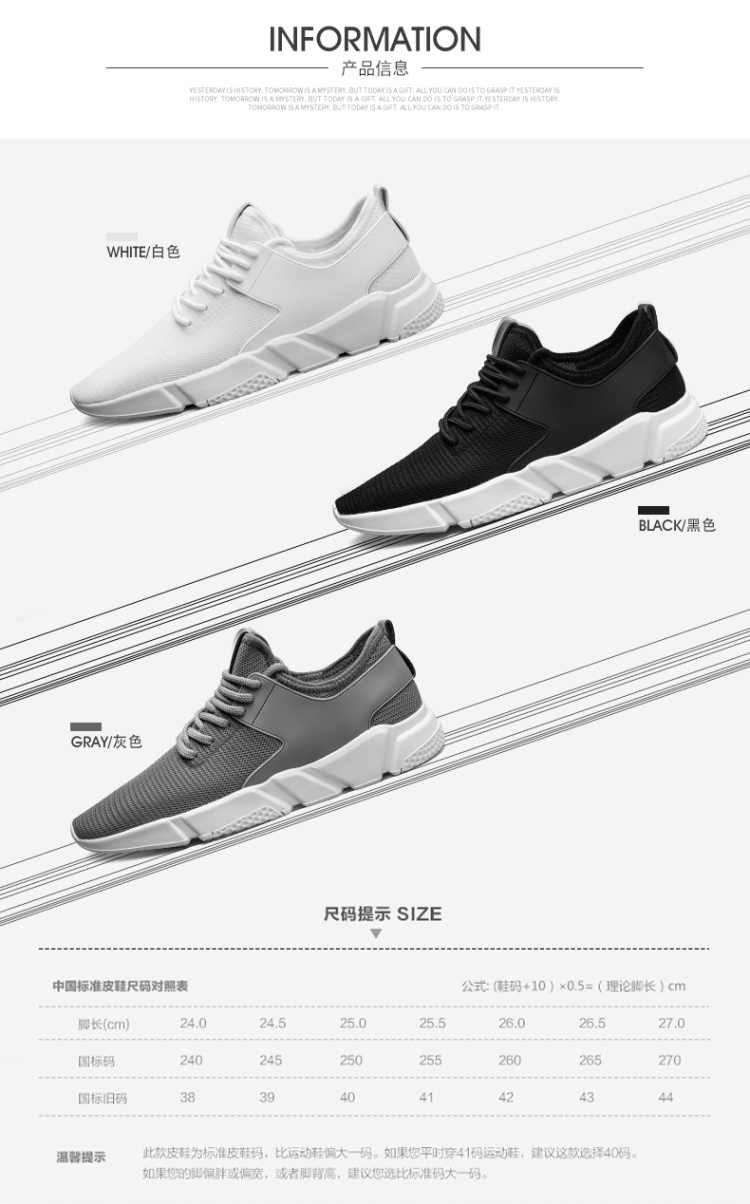 INFORMATION
产品信息
YESTERDAY IS HISTORY. TOMORROW IS A MYSTERY. BUT TODAY IS A GIFT. ALL YOU CAN DO IS TO GRASP IT.YESTERDAY IS
HISTORY. TOMORROW IS A MYSTERY. BUT TODAY IS A GIFT. ALL YOU CAN DO IS TO GRASP IT.YESTERDAY IS HISTORY.
TOMORROW IS A MYSTERY. BUT TODAY IS A GIFT. ALL YOU CAN DO IS TO GRASP IT.
WHITE/白色
BLACK/黑色
GRAY/灰色
尺码提示 SIZE
中国标准皮鞋尺码对照表 公式: (鞋码+10 ) ×0.5= ( 理论脚长 ) cm
脚长(cm) 24.0 24.5 25.0 25.5 26.0 26.5 27.0
国标码 240 245 250 255 260 265 270
国标旧码 38 39 40 41 42 43 44
温馨提示 此款皮鞋为标准皮鞋码，比运动鞋偏大一码。如果您平时穿41码运动鞋，建议这款选择40码。
如果您的脚偏胖或偏宽，或者脚背高，建议您选比标准码大一码。